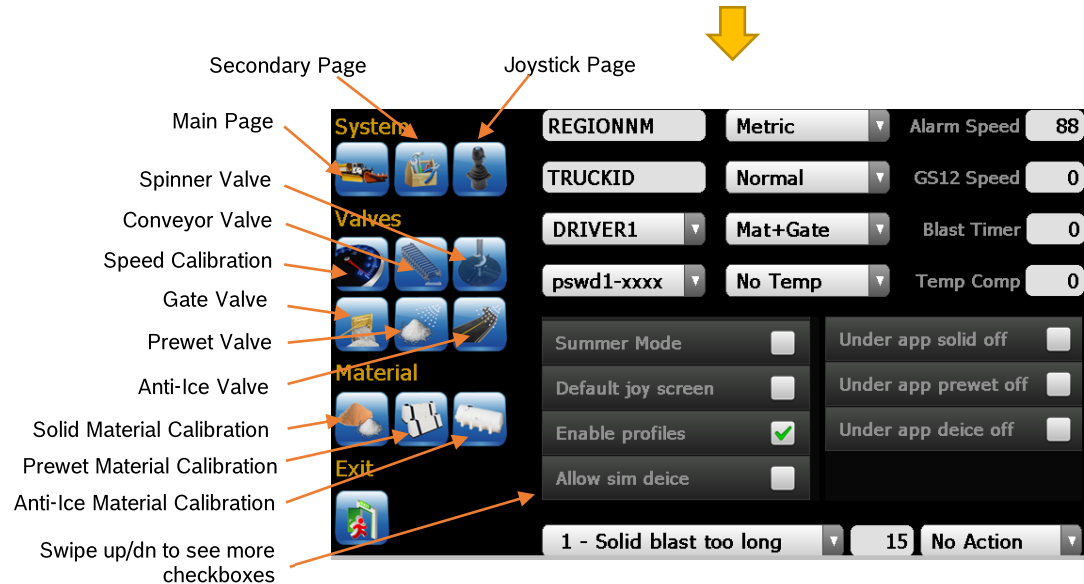 Secondary Page
Joystick Page
Main Page
Spinner Valve
Conveyor Valve
Speed Calibration
Gate Valve
Prewet Valve
Anti-Ice Valve
Solid Material Calibration
Prewet Material Calibration
Anti-Ice Material Calibration
Swipe up/dn to see more
checkboxes
System
Valves
Material
Exit
REGIONNM Metric Alarm Speed 88
TRUCKID Normal GS12 Speed 0
DRIVER1 Mat+Gate Blast Timer 0
pswd1-xxxx No Temp Temp Comp 0
Summer Mode Under app solid off
Default joy screen Under app prewet off
Enable profiles Under app deice off
Allow sim deice
1 - Solid blast too long 15 No Action